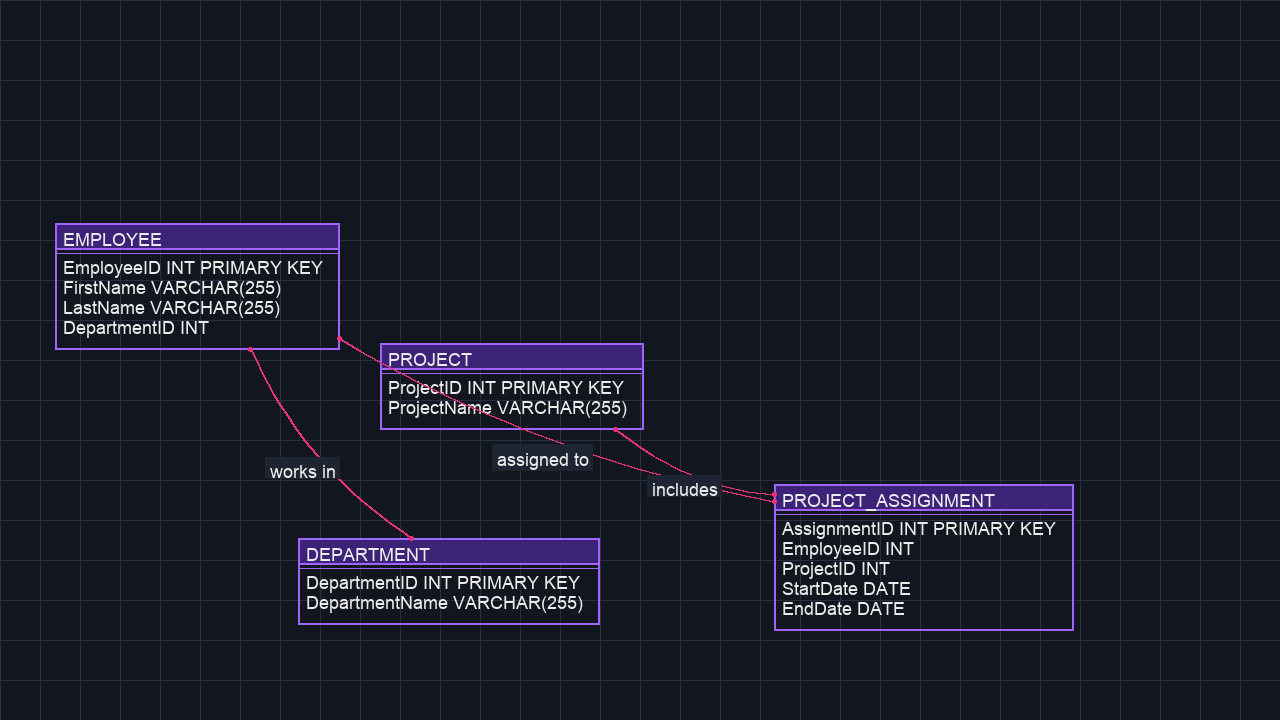 EMPLOYEE
EmployeeID INT PRIMARY KEY
FirstName VARCHAR(255)
LastName VARCHAR(255)
DepartmentID INT
PROJECT
ProjectID INT PRIMARY KEY
ProjectName VARCHAR(255)
assigned to
works in
includes
PROJECT_ASSIGNMENT
AssignmentID INT PRIMARY KEY
EmployeeID INT
ProjectID INT
StartDate DATE
EndDate DATE
DEPARTMENT
DepartmentID INT PRIMARY KEY
DepartmentName VARCHAR(255)